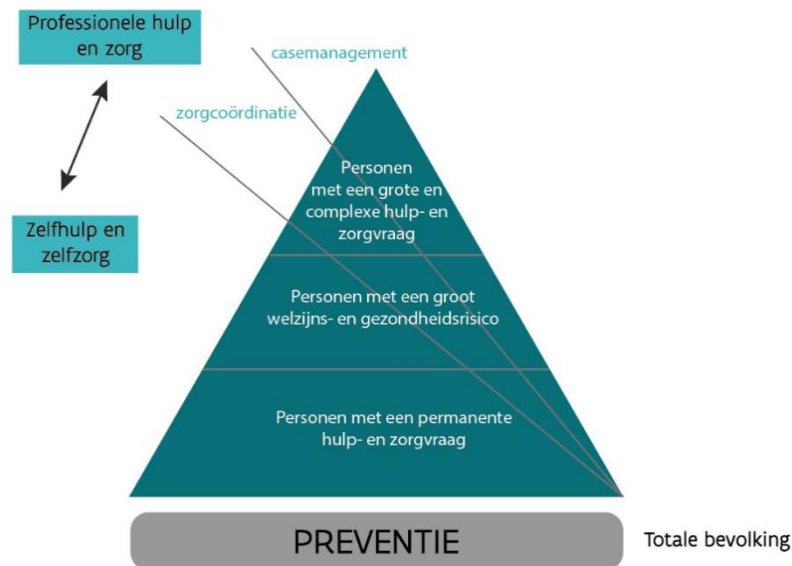 Professionele hulp
en zorg
casemanagement
zorgcoördinatie
Zelfhulp en
zelfzorg
Personen
met een grote en
complexe hulp- en
zorgvraag
Personen met een groot
welzijns- en gezondheidsrisico
Personen met een permanente
hulp- en zorgvraag
PREVENTIE
Totale bevolking